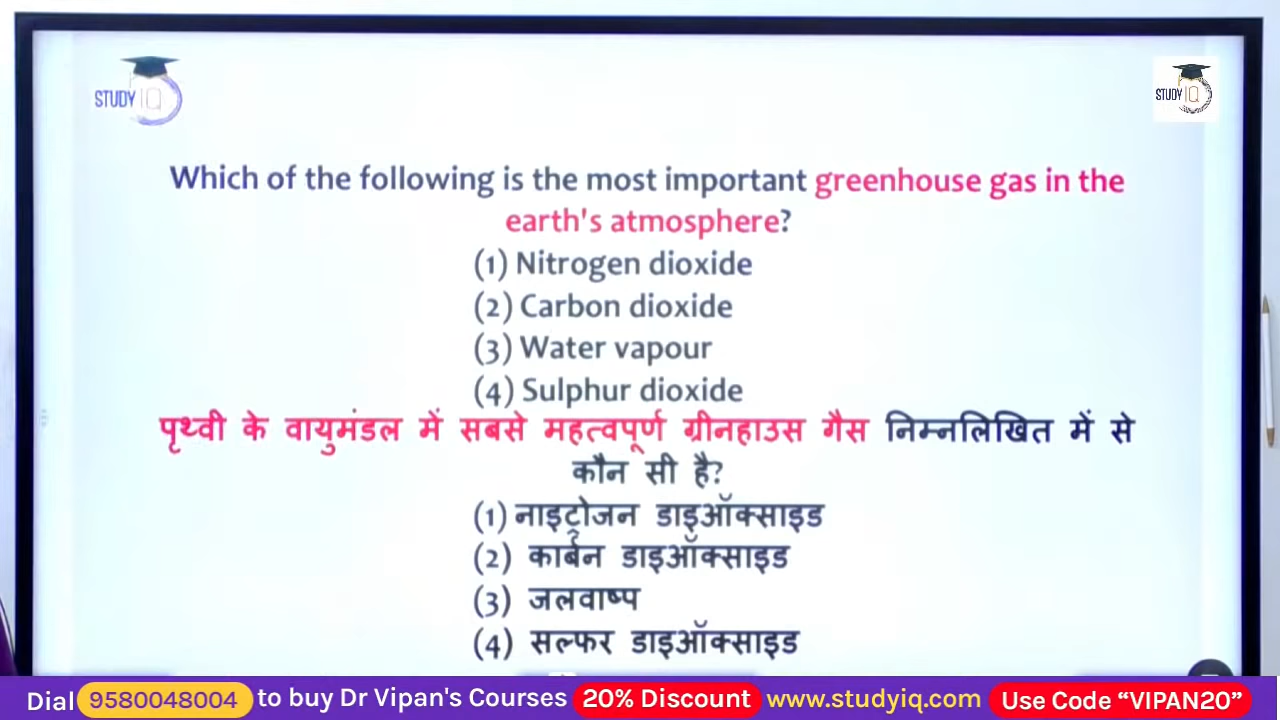 STUDY IQ
STUDY IQ
Which of the following is the most important greenhouse gas in the
earth's atmosphere?
(1) Nitrogen dioxide
(2) Carbon dioxide
(3) Water vapour
(4) Sulphur dioxide
पृथ्वी के वायुमंडल में सबसे महत्वपूर्ण ग्रीनहाउस गैस निम्नलिखित में से
कौन सी है?
(1) नाइट्रोजन डाइऑक्साइड
(2) कार्बन डाइऑक्साइड
(3) जलवाष्प
(4) सल्फर डाइऑक्साइड
Dial 9580048004 to buy Dr Vipan's Courses 20% Discount www.studyiq.com Use Code “VIPAN20”